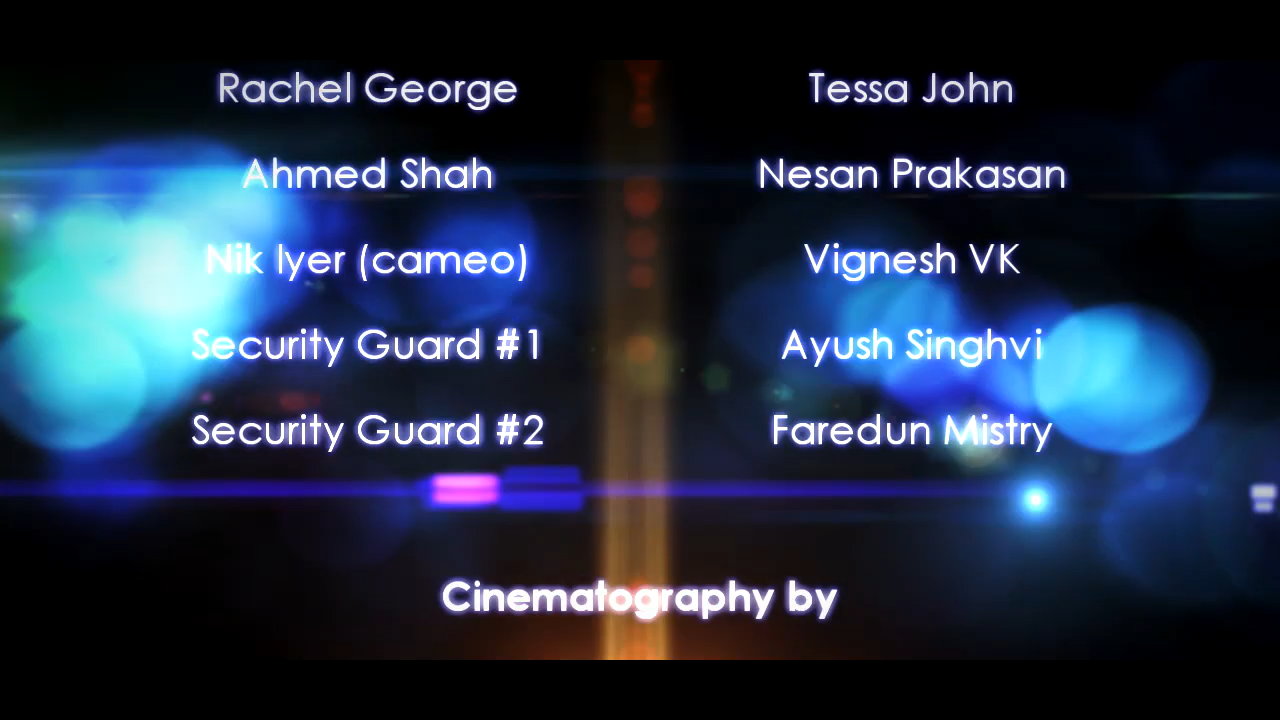 Rachel George Tessa John
Ahmed Shah Nesan Prakasan
Nik Iyer (cameo) Vignesh VK
Security Guard #1 Ayush Singhvi
Security Guard #2 Faredun Mistry
Cinematography by